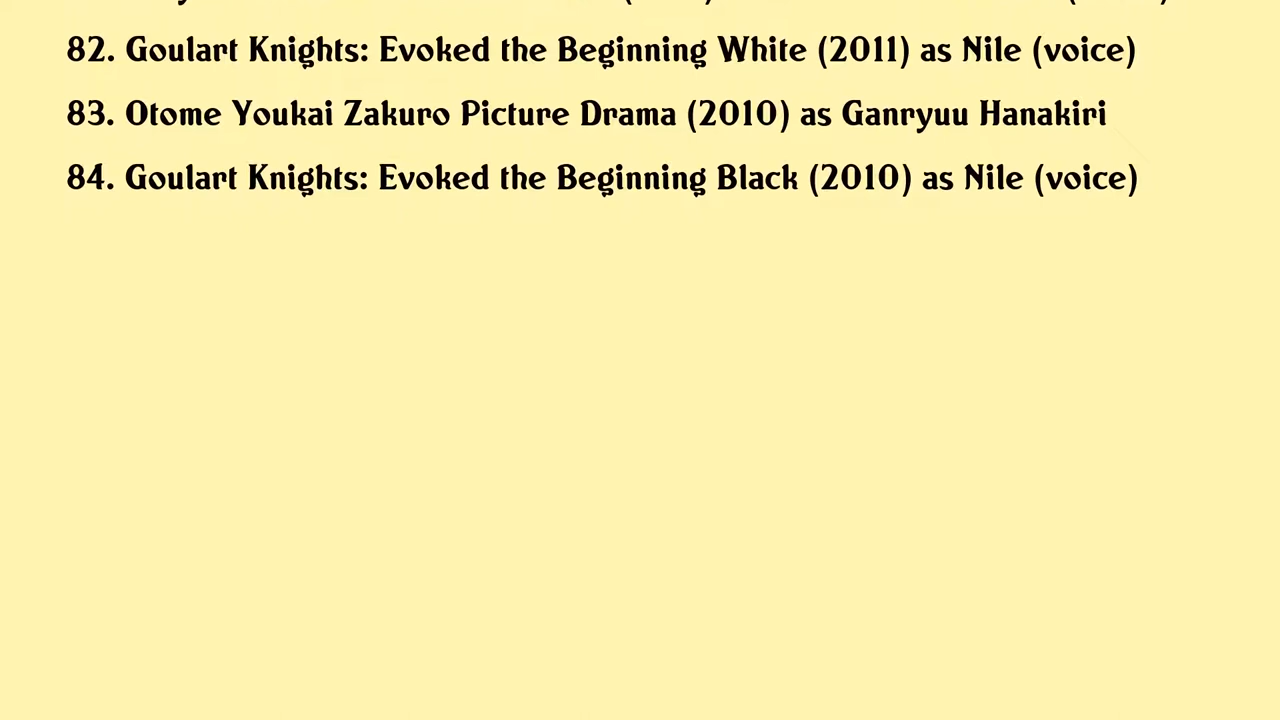 82. Goulart Knights: Evoked the Beginning White (2011) as Nile (voice)
83. Otome Youkai Zakuro Picture Drama (2010) as Ganryuu Hanakiri
84. Goulart Knights: Evoked the Beginning Black (2010) as Nile (voice)